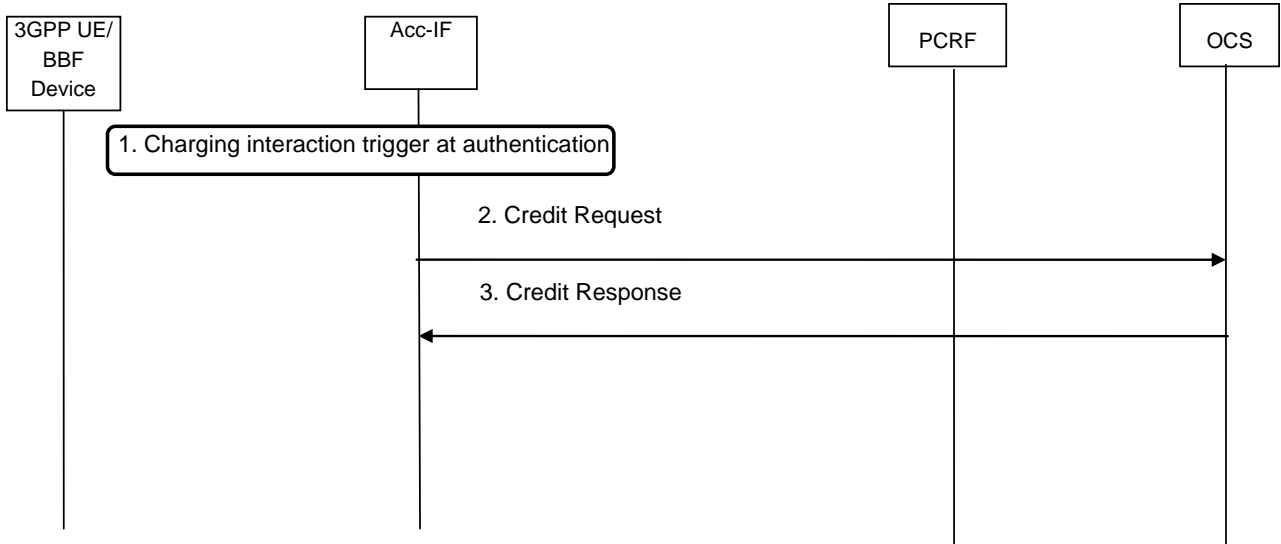 3GPP UE/
BBF
Device
Acc-IF
PCRF
OCS
1. Charging interaction trigger at authentication
2. Credit Request
3. Credit Response